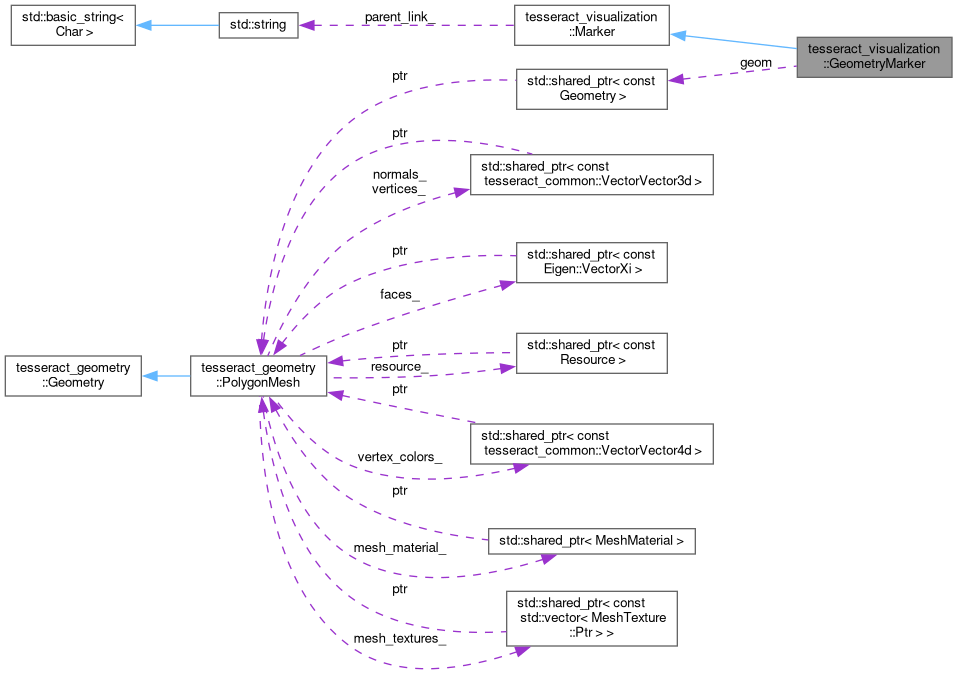 std::basic_string<
Char >
std::string
parent_link_
tesseract_visualization
::Marker
tesseract_visualization
::GeometryMarker
geom
ptr
std::shared_ptr< const
Geometry >
ptr
std::shared_ptr< const
tesseract_common::VectorVector3d >
normals_
vertices_
ptr
std::shared_ptr< const
Eigen::VectorXi >
faces_
ptr
std::shared_ptr< const
Resource >
tesseract_geometry
::Geometry
tesseract_geometry
::PolygonMesh
resource_
ptr
std::shared_ptr< const
tesseract_common::VectorVector4d >
vertex_colors_
ptr
std::shared_ptr< MeshMaterial >
mesh_material_
ptr
std::shared_ptr< const
std::vector< MeshTexture
::Ptr > >
mesh_textures_